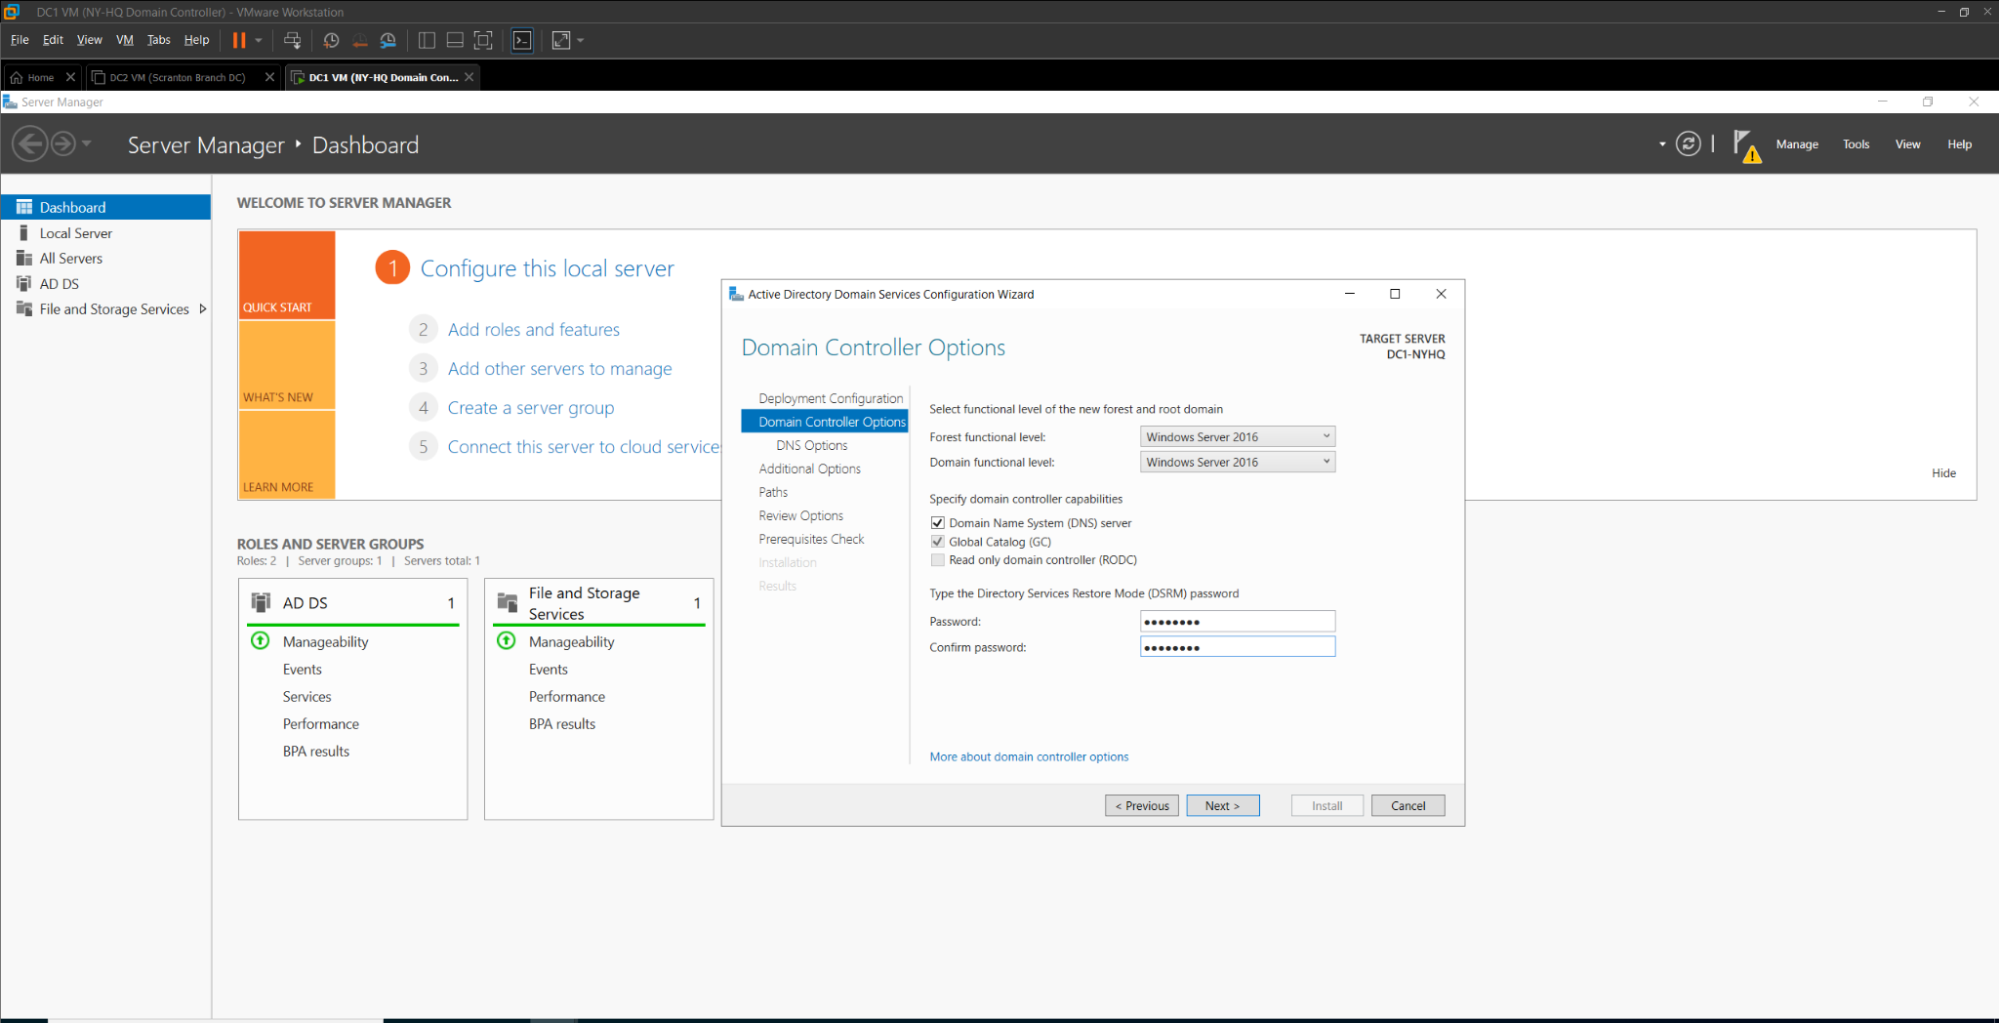 DC1 VM (NY-HQ Domain Controller) - VMware Workstation
File Edit View VM Tabs Help
Home DC2 VM (Scranton Branch DC) DC1 VM (NY-HQ Domain Con...
Server Manager
Server Manager Dashboard Manage Tools View Help
Dashboard
Local Server
All Servers
AD DS
File and Storage Services
WELCOME TO SERVER MANAGER
QUICK START
WHAT'S NEW
LEARN MORE
1 Configure this local server
2 Add roles and features
3 Add other servers to manage
4 Create a server group
5 Connect this server to cloud service
Hide
ROLES AND SERVER GROUPS
Roles: 2 | Server groups: 1 | Servers total: 1
AD DS 1
Manageability
Events
Services
Performance
BPA results
File and Storage Services 1
Manageability
Events
Performance
BPA results
Active Directory Domain Services Configuration Wizard
Domain Controller Options
TARGET SERVER
DC1-NYHQ
Deployment Configuration
Domain Controller Options
DNS Options
Additional Options
Paths
Review Options
Prerequisites Check
Installation
Results
Select functional level of the new forest and root domain
Forest functional level: Windows Server 2016
Domain functional level: Windows Server 2016
Specify domain controller capabilities
Domain Name System (DNS) server
Global Catalog (GC)
Read only domain controller (RODC)
Type the Directory Services Restore Mode (DSRM) password
Password: ••••••••
Confirm password: ••••••••
More about domain controller options
< Previous Next > Install Cancel